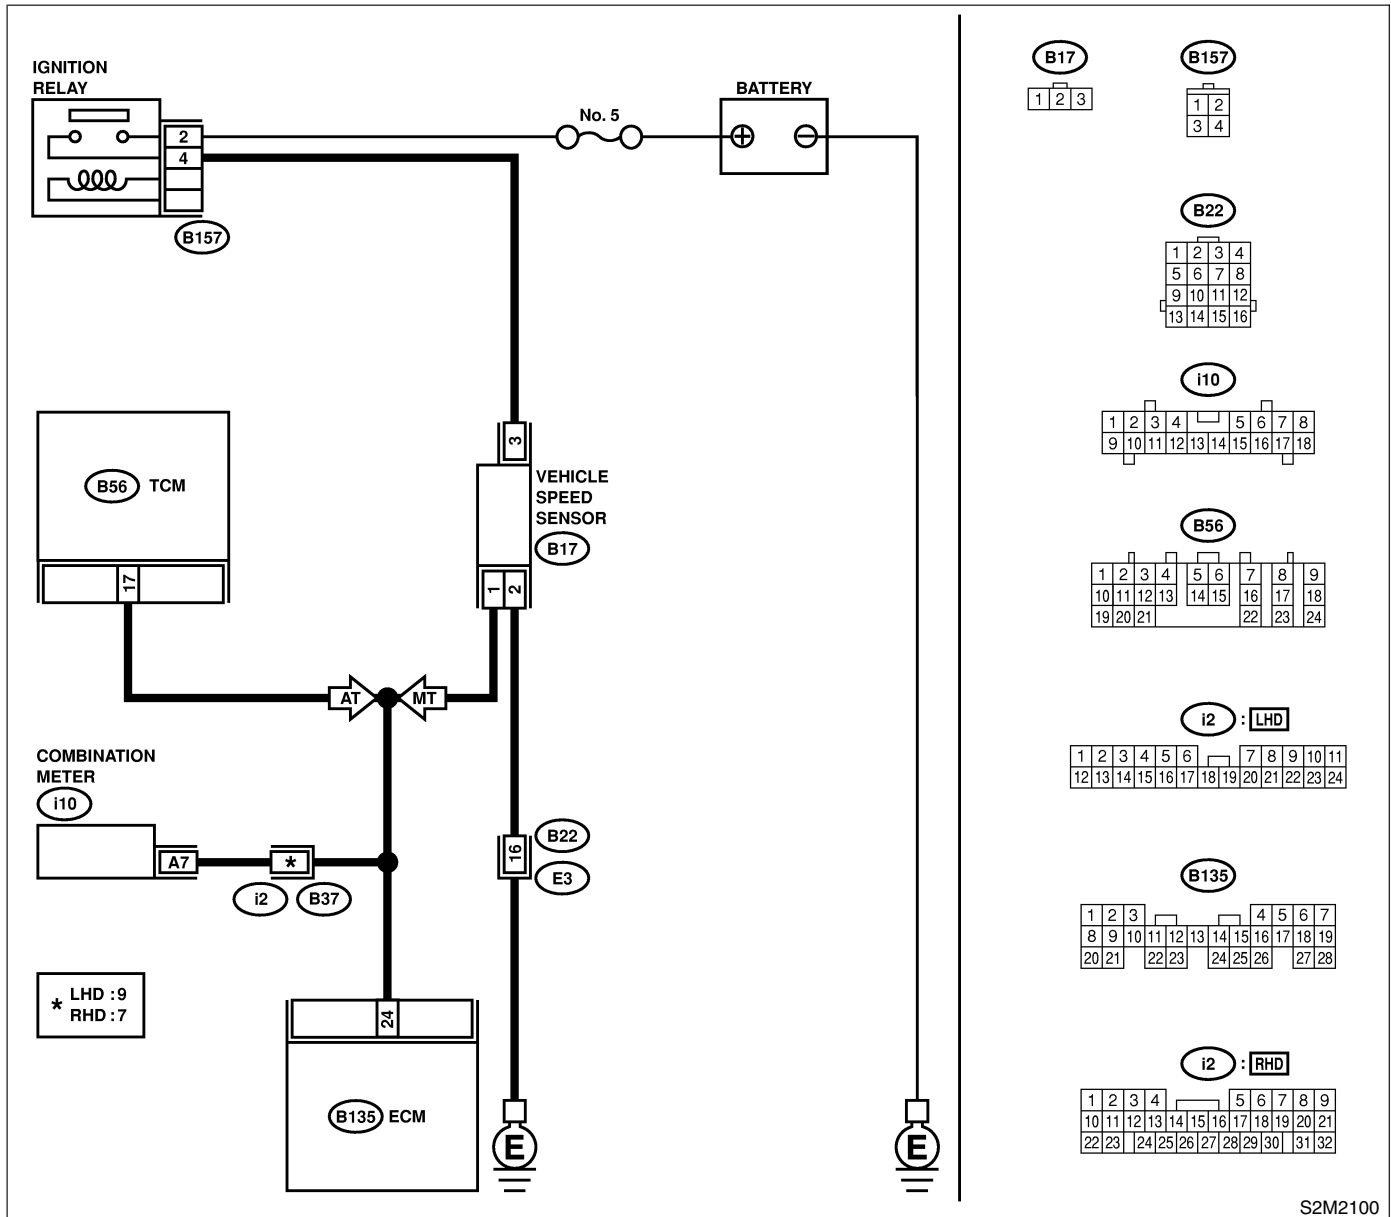 IGNITION
RELAY
2
4
B157
No. 5
BATTERY
+ −
B56 TCM
17
3
VEHICLE
SPEED
SENSOR
B17
1 2
AT MT
COMBINATION
METER
i10
A7
*
i2 B37
B22
16
E3
* LHD : 9
RHD : 7
24
B135 ECM
E
E
B17
1 2 3
B157
1 2
3 4
B22
1 2 3 4
5 6 7 8
9 10 11 12
13 14 15 16
i10
1 2 3 4 5 6 7 8
9 10 11 12 13 14 15 16 17 18
B56
1 2 3 4 5 6 7 8 9
10 11 12 13 14 15 16 17 18
19 20 21 22 23 24
i2 : LHD
1 2 3 4 5 6 7 8 9 10 11
12 13 14 15 16 17 18 19 20 21 22 23 24
B135
1 2 3 4 5 6 7
8 9 10 11 12 13 14 15 16 17 18 19
20 21 22 23 24 25 26 27 28
i2 : RHD
1 2 3 4 5 6 7 8 9
10 11 12 13 14 15 16 17 18 19 20 21
22 23 24 25 26 27 28 29 30 31 32
S2M2100